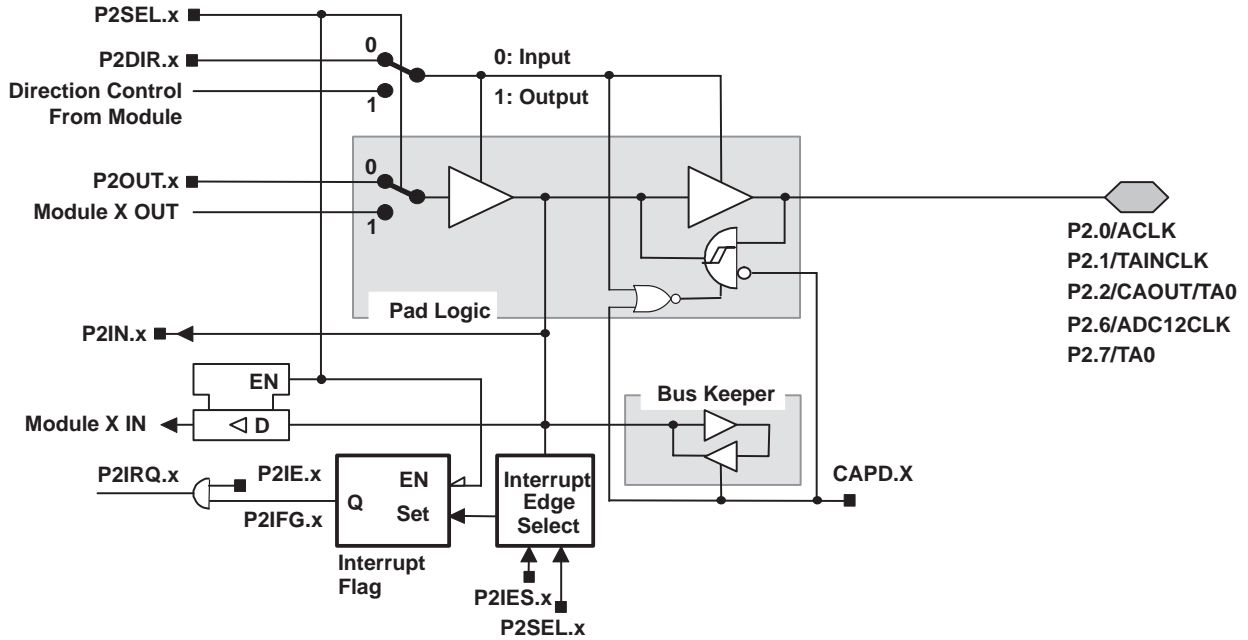 P2SEL.x
P2DIR.x
0
0: Input
Direction Control
From Module
1
1: Output
P2OUT.x
0
Module X OUT
1
P2.0/ACLK
P2.1/TAINCLK
P2.2/CAOUT/TA0
P2.6/ADC12CLK
P2.7/TA0
Pad Logic
P2IN.x
EN
Bus Keeper
Module X IN
D
CAPD.X
P2IRQ.x
P2IE.x
P2IFG.x
Q
EN
Set
Interrupt
Edge
Select
Interrupt
Flag
P2IES.x
P2SEL.x